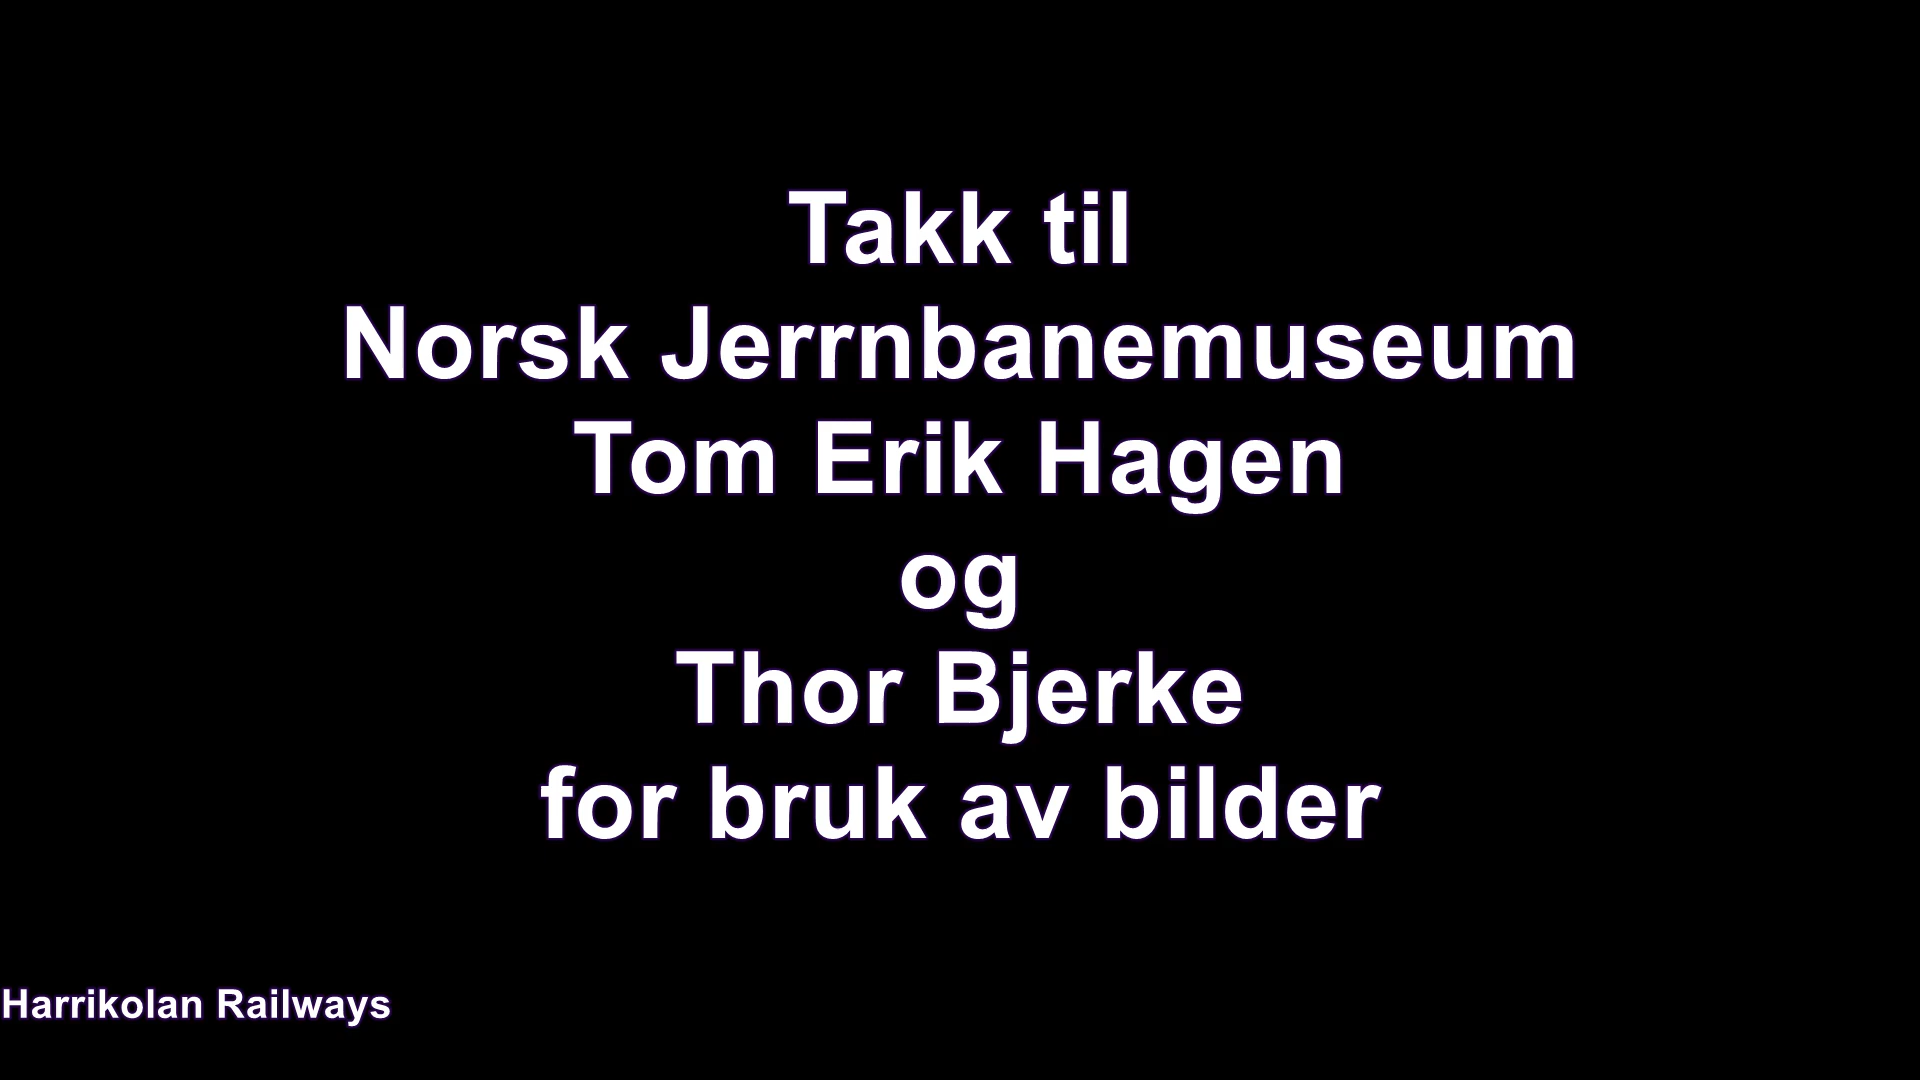 Takk til
Norsk Jerrnbanemuseum
Tom Erik Hagen
og
Thor Bjerke
for bruk av bilder
Harrikolan Railways